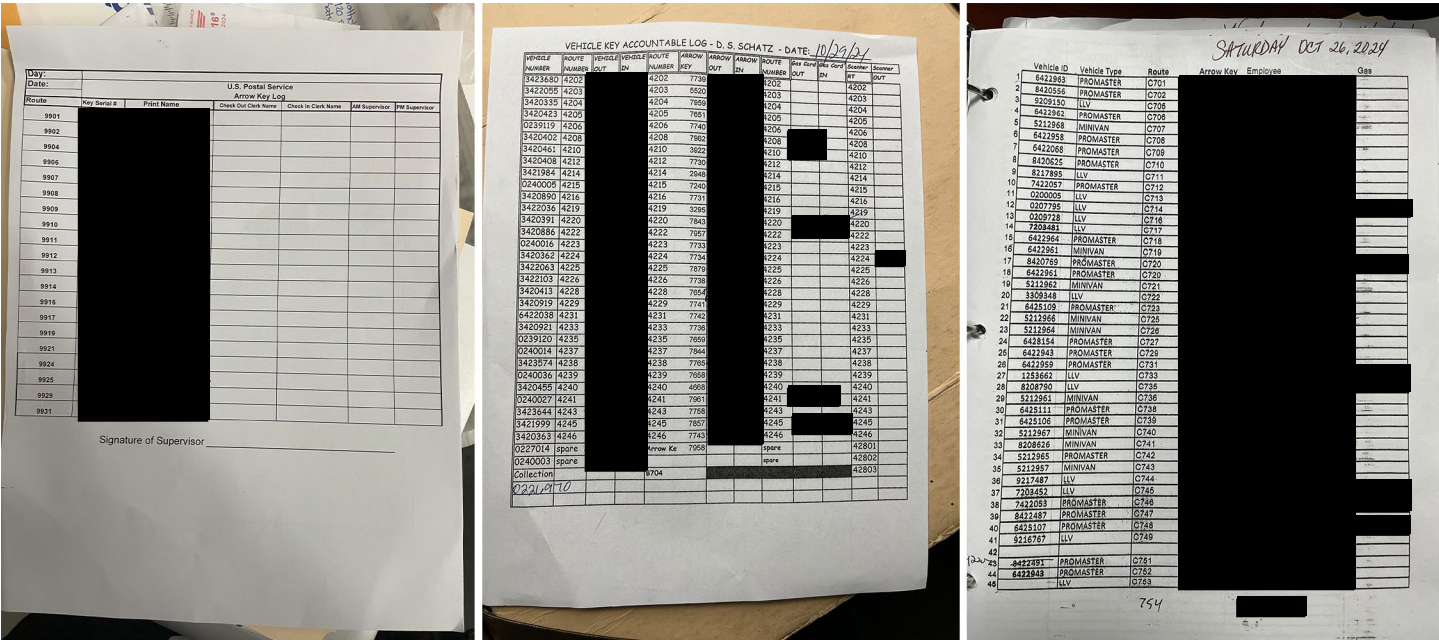 Day:
Date:
U.S. Postal Service
Arrow Key Log
Route Key Serial # Print Name Check Out Clerk Name Check In Clerk Name AM Supervisor PM Supervisor
9901
9902
9904
9906
9907
9908
9909
9910
9911
9912
9913
9914
9916
9917
9919
9921
9924
9925
9929
9931
Signature of Supervisor
VEHICLE KEY ACCOUNTABLE LOG - D. S. SCHATZ - DATE: 10/29/24
VEHICLE NUMBER ROUTE NUMBER VEHICLE OUT VEHICLE IN ROUTE NUMBER ARROW KEY ARROW OUT ARROW IN ROUTE NUMBER Gas Card OUT Gas Card IN Scanner RT Scanner OUT
3423680 4202 4202 7739 4202 4202
3422055 4203 4203 5520 4203 4203
3420335 4204 4204 7959 4204 4204
3420423 4205 4205 7651 4205 4205
0239119 4206 4206 7740 4206 4206
3420402 4208 4208 7962 4208 4208
3420461 4210 4210 3922 4210 4210
3420408 4212 4212 7730 4212 4212
3421984 4214 4214 2948 4214 4214
0240005 4215 4215 7240 4215 4215
3420890 4216 4216 7731 4216 4216
3422036 4219 4219 3295 4219 4219
3420391 4220 4220 7843 4220 4220
3420886 4222 4222 7957 4222 4222
0240016 4223 4223 7733 4223 4223
3420362 4224 4224 7734 4224 4224
3422063 4225 4225 7879 4225 4225
3422103 4226 4226 7738 4226 4226
3420413 4228 4228 7654 4228 4228
3420919 4229 4229 7741 4229 4229
6422038 4231 4231 7742 4231 4231
3420921 4233 4233 7736 4233 4233
0239120 4235 4235 7659 4235 4235
0240014 4237 4237 7844 4237 4237
3423574 4238 4238 7765 4238 4238
0240036 4239 4239 7668 4239 4239
3420455 4240 4240 4668 4240 4240
0240027 4241 4241 7961 4241 4241
3423644 4243 4243 7758 4243 4243
3421999 4245 4245 7857 4245 4245
3420363 4246 4246 7743 4246 4246
0227014 spare Arrow Ke 7958 spare 42801
0240003 spare spare 42802
Collection 8704 42803
0221970
SATURDAY OCT 26, 2024
Vehicle ID Vehicle Type Route Arrow Key Employee Gas
1 6422963 PROMASTER C701
2 8420556 PROMASTER C702
3 9209150 LLV C705
4 6422962 PROMASTER C706
5 5212968 MINIVAN C707
6 6422958 PROMASTER C708
7 6422068 PROMASTER C709
8 8420625 PROMASTER C710
9 8217895 LLV C711
10 7422057 PROMASTER C712
11 0200005 LLV C713
12 0207795 LLV C714
13 0209728 LLV C716
14 7203481 LLV C717
15 6422964 PROMASTER C718
16 6422961 MINIVAN C719
17 8420769 PROMASTER C720
18 6422961 PROMASTER C720
19 5212962 MINIVAN C721
20 3309348 LLV C722
21 6425109 PROMASTER C723
22 5212966 MINIVAN C725
23 5212964 MINIVAN C726
24 6428154 PROMASTER C727
25 6422943 PROMASTER C729
26 6422959 PROMASTER C731
27 1253662 LLV C733
28 8208790 LLV C735
29 5212961 MINIVAN C736
30 6425111 PROMASTER C738
31 6425106 PROMASTER C739
32 5212967 MINIVAN C740
33 8208626 MINIVAN C741
34 5212965 PROMASTER C742
35 5212957 MINIVAN C743
36 9217487 LLV C744
37 7203452 LLV C745
38 7422053 PROMASTER C746
39 8422487 PROMASTER C747
40 6425107 PROMASTER C748
41 9216767 LLV C749
42
43 8422491 PROMASTER C751
44 6422943 PROMASTER C752
45 LLV C753
754